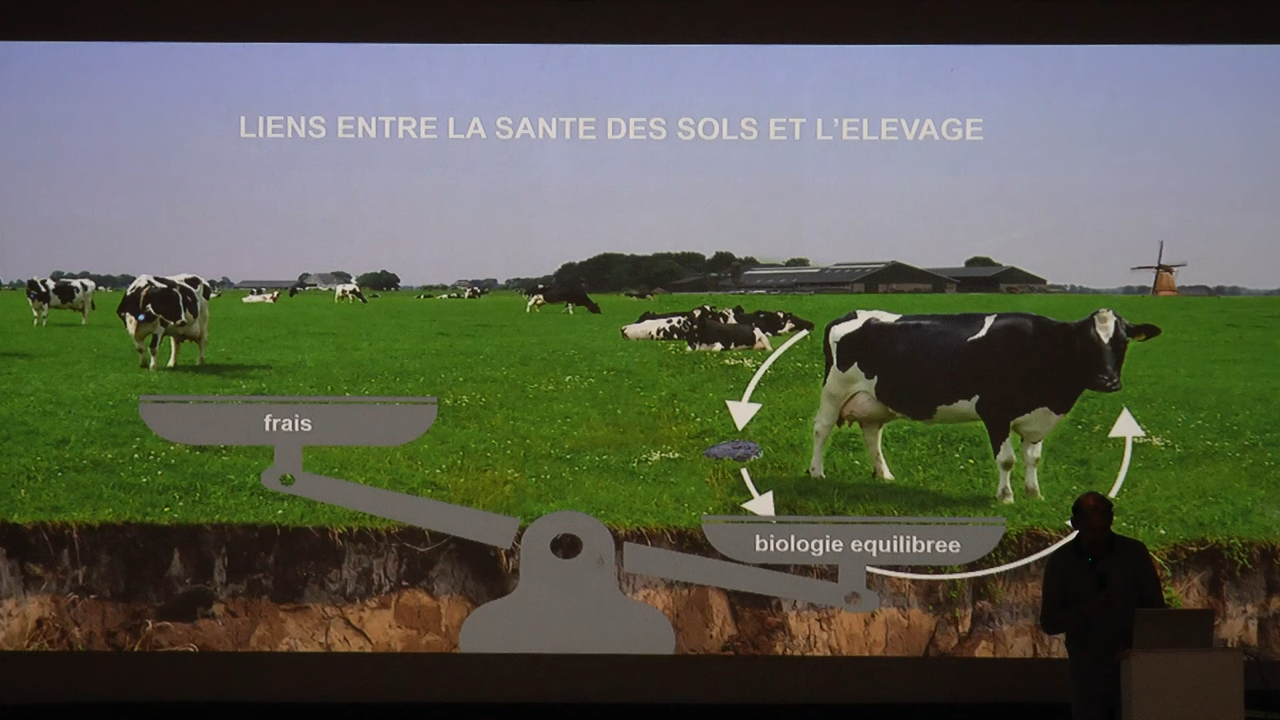 LIENS ENTRE LA SANTE DES SOLS ET L’ELEVAGE
frais
biologie equilibree